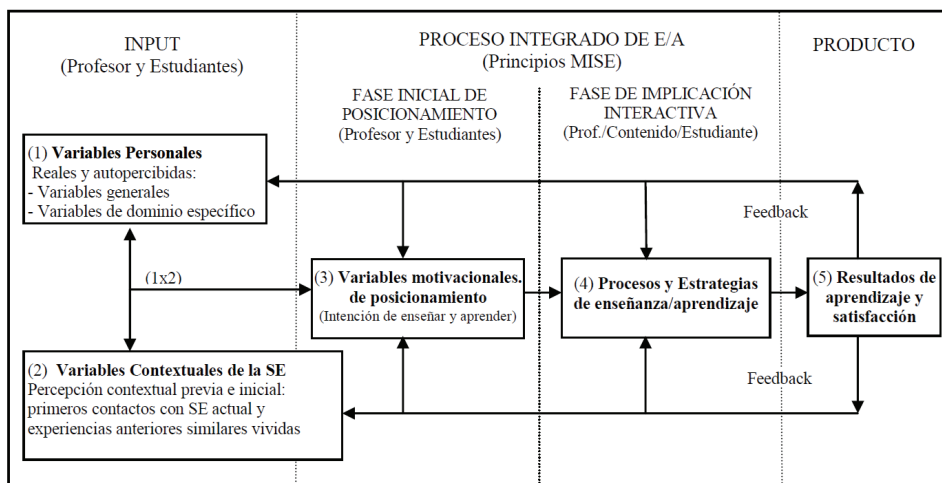 INPUT
(Profesor y Estudiantes)
PROCESO INTEGRADO DE E/A
(Principios MISE)
PRODUCTO
FASE INICIAL DE
POSICIONAMIENTO
(Profesor y Estudiantes)
FASE DE IMPLICACIÓN
INTERACTIVA
(Prof./Contenido/Estudiante)
(1) Variables Personales
Reales y autopercibidas:
- Variables generales
- Variables de dominio específico
Feedback
(1x2)
(3) Variables motivacionales.
de posicionamiento
(Intención de enseñar y aprender)
(4) Procesos y Estrategias
de enseñanza/aprendizaje
(5) Resultados
de aprendizaje y
satisfacción
(2) Variables Contextuales de la SE
Percepción contextual previa e inicial:
primeros contactos con SE actual y
experiencias anteriores similares vividas
Feedback